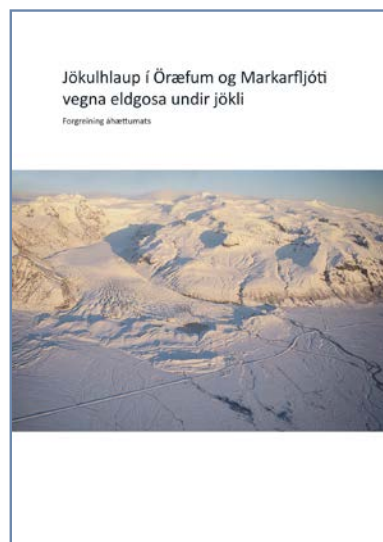 Jökulhlaup í Öræfum og Markarfljóti
vegna eldgosa undir jökli
Forgreining áhættumats